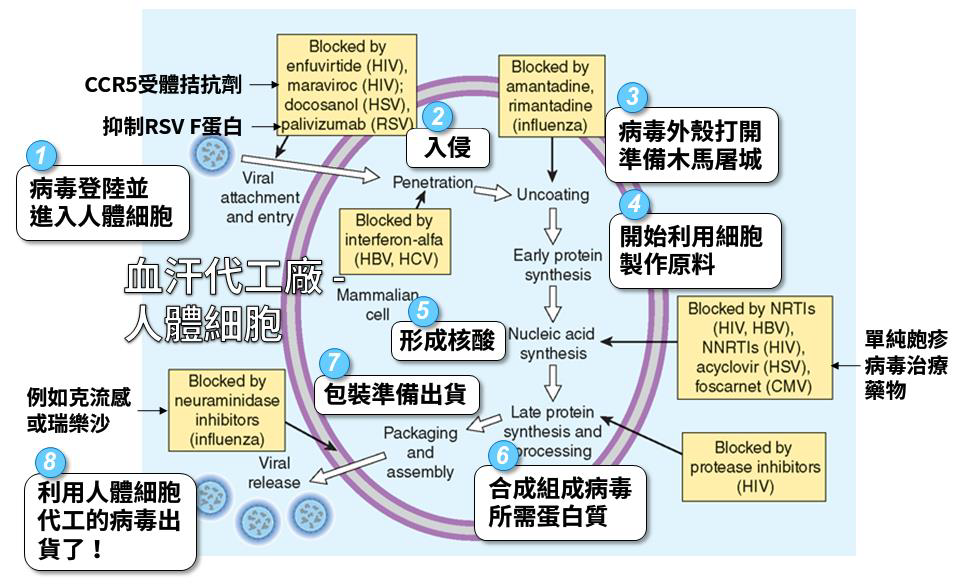 Blocked by
enfuvirtide (HIV),
maraviroc (HIV);
docosanol (HSV),
palivizumab (RSV)
CCR5受體拮抗劑
抑制RSV F蛋白
Blocked by
amantadine,
rimantadine
(influenza)
1
病毒登陸並
進入人體細胞
Viral
attachment
and entry
2
入侵
Penetration
3
病毒外殼打開
準備木馬屠城
Uncoating
Blocked by
interferon-alfa
(HBV, HCV)
4
開始利用細胞
製作原料
Early protein
synthesis
血汗代工廠 -
人體細胞
Mammalian
cell
5
形成核酸
Nucleic acid
synthesis
Blocked by NRTIs
(HIV, HBV),
NNRTIs (HIV),
acyclovir (HSV),
foscarnet (CMV)
單純皰疹
病毒治療
藥物
7
包裝準備出貨
Packaging
and
assembly
Late protein
synthesis and
processing
6
合成組成病毒
所需蛋白質
Blocked by
protease inhibitors
(HIV)
例如克流感
或瑞樂沙
Blocked by
neuraminidase
inhibitors
(influenza)
Viral
release
8
利用人體細胞
代工的病毒出
貨了！